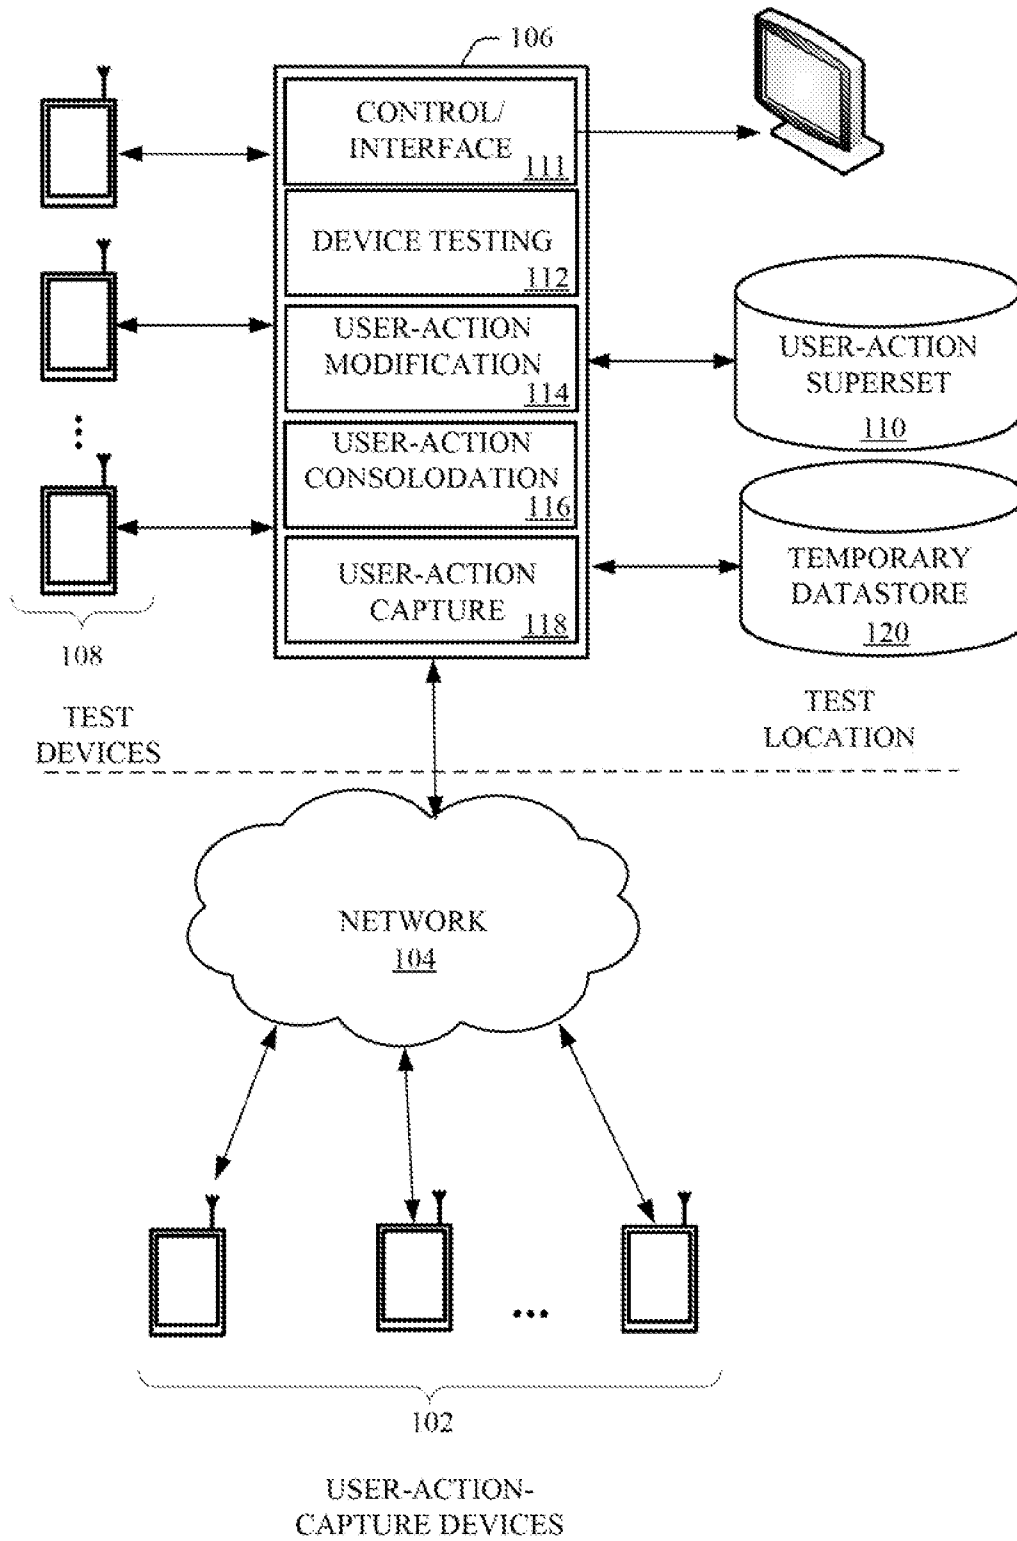 106
CONTROL/
INTERFACE
111
DEVICE TESTING
112
USER-ACTION
MODIFICATION
114
USER-ACTION
CONSOLODATION
116
USER-ACTION
CAPTURE
118
USER-ACTION
SUPERSET
110
TEMPORARY
DATASTORE
120
108
TEST
DEVICES
TEST
LOCATION
NETWORK
104
102
USER-ACTION-
CAPTURE DEVICES